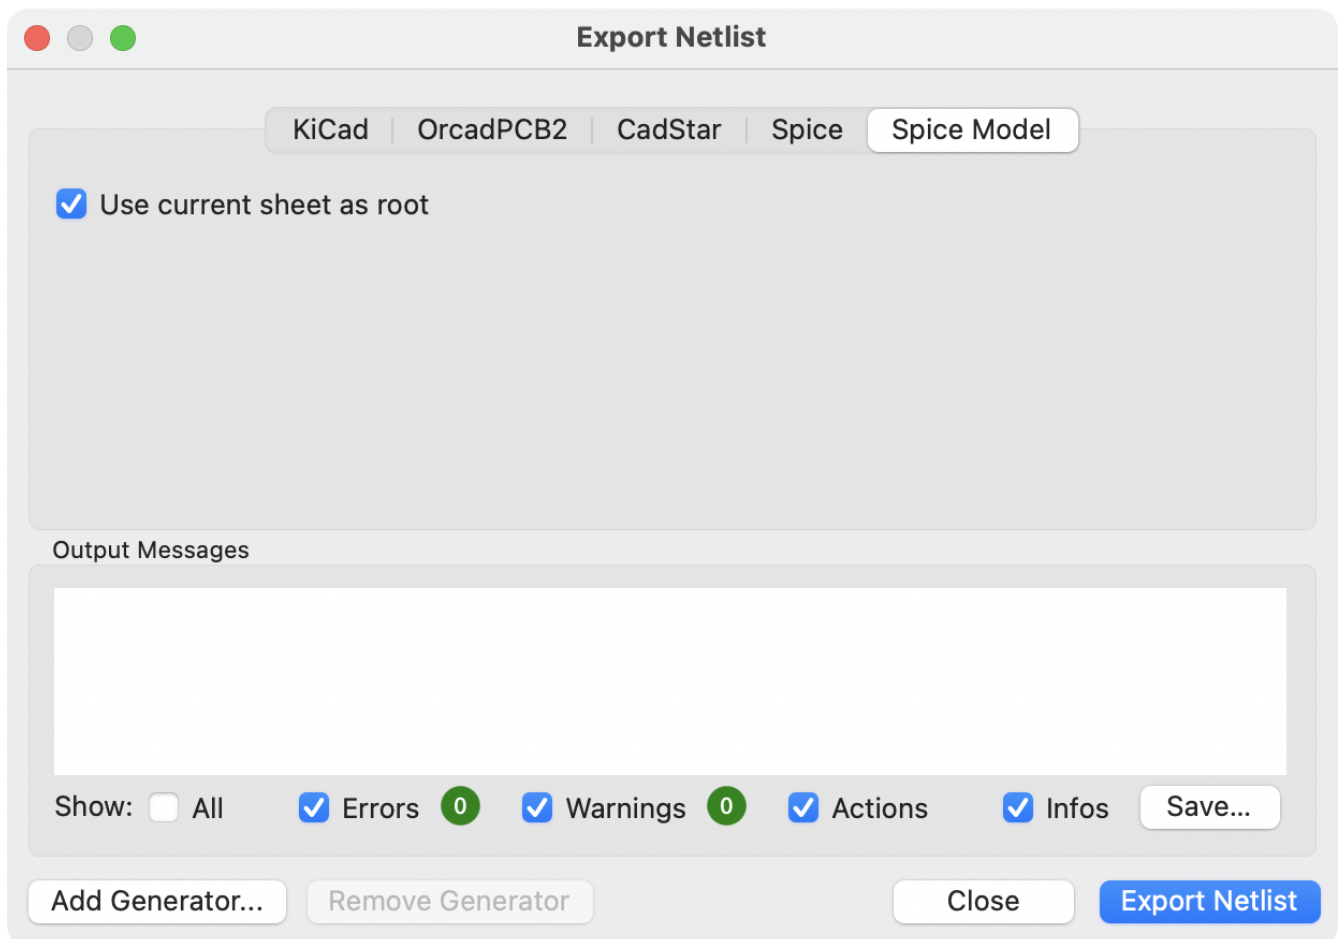 Export Netlist
KiCad OrcadPCB2 CadStar Spice Spice Model
Use current sheet as root
Output Messages
Show: All Errors 0 Warnings 0 Actions Infos Save...
Add Generator... Remove Generator Close Export Netlist